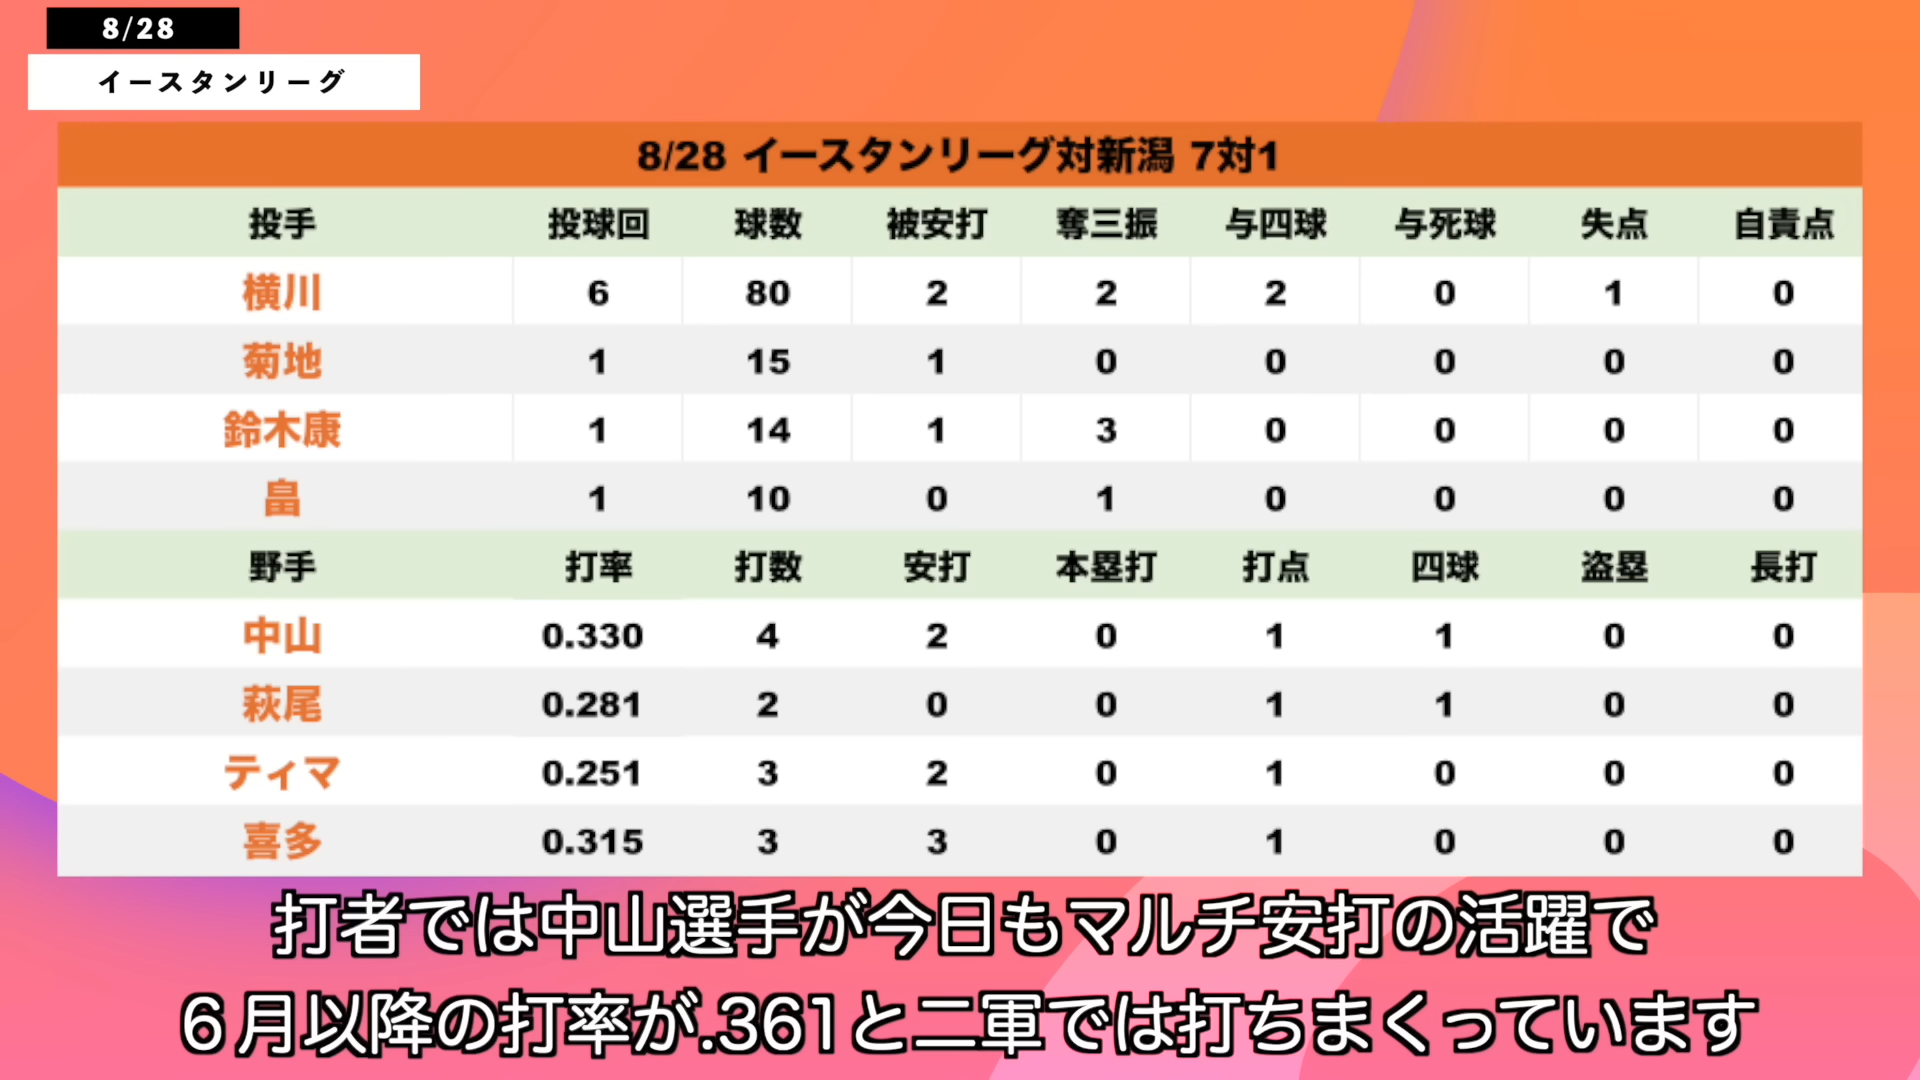 8/28
イースタンリーグ
8/28 イースタンリーグ対新潟 7対1
投手 投球回 球数 被安打 奪三振 与四球 与死球 失点 自責点
横川 6 80 2 2 2 0 1 0
菊地 1 15 1 0 0 0 0 0
鈴木康 1 14 1 3 0 0 0 0
畠 1 10 0 1 0 0 0 0
野手 打率 打数 安打 本塁打 打点 四球 盗塁 長打
中山 0.330 4 2 0 1 1 0 0
萩尾 0.281 2 0 0 1 1 0 0
ティマ 0.251 3 2 0 1 0 0 0
喜多 0.315 3 3 0 1 0 0 0
打者では中山選手が今日もマルチ安打の活躍で
６月以降の打率が.361と二軍では打ちまくっています